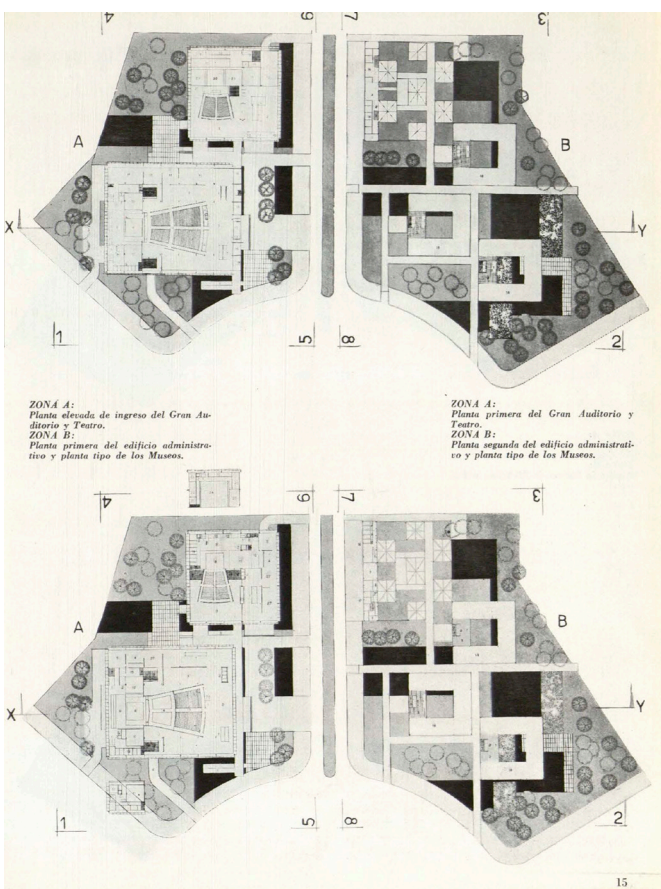 4
6
7
3
A
B
X
Y
1
5
8
2
ZONA A:
Planta elevada de ingreso del Gran Au-
ditorio y Teatro.
ZONA B:
Planta primera del edificio administra-
tivo y planta tipo de los Museos.
ZONA A:
Planta primera del Gran Auditorio y
Teatro.
ZONA B:
Planta segunda del edificio administrati-
vo y planta tipo de los Museos.
4
6
7
3
A
B
X
Y
1
5
8
2
15